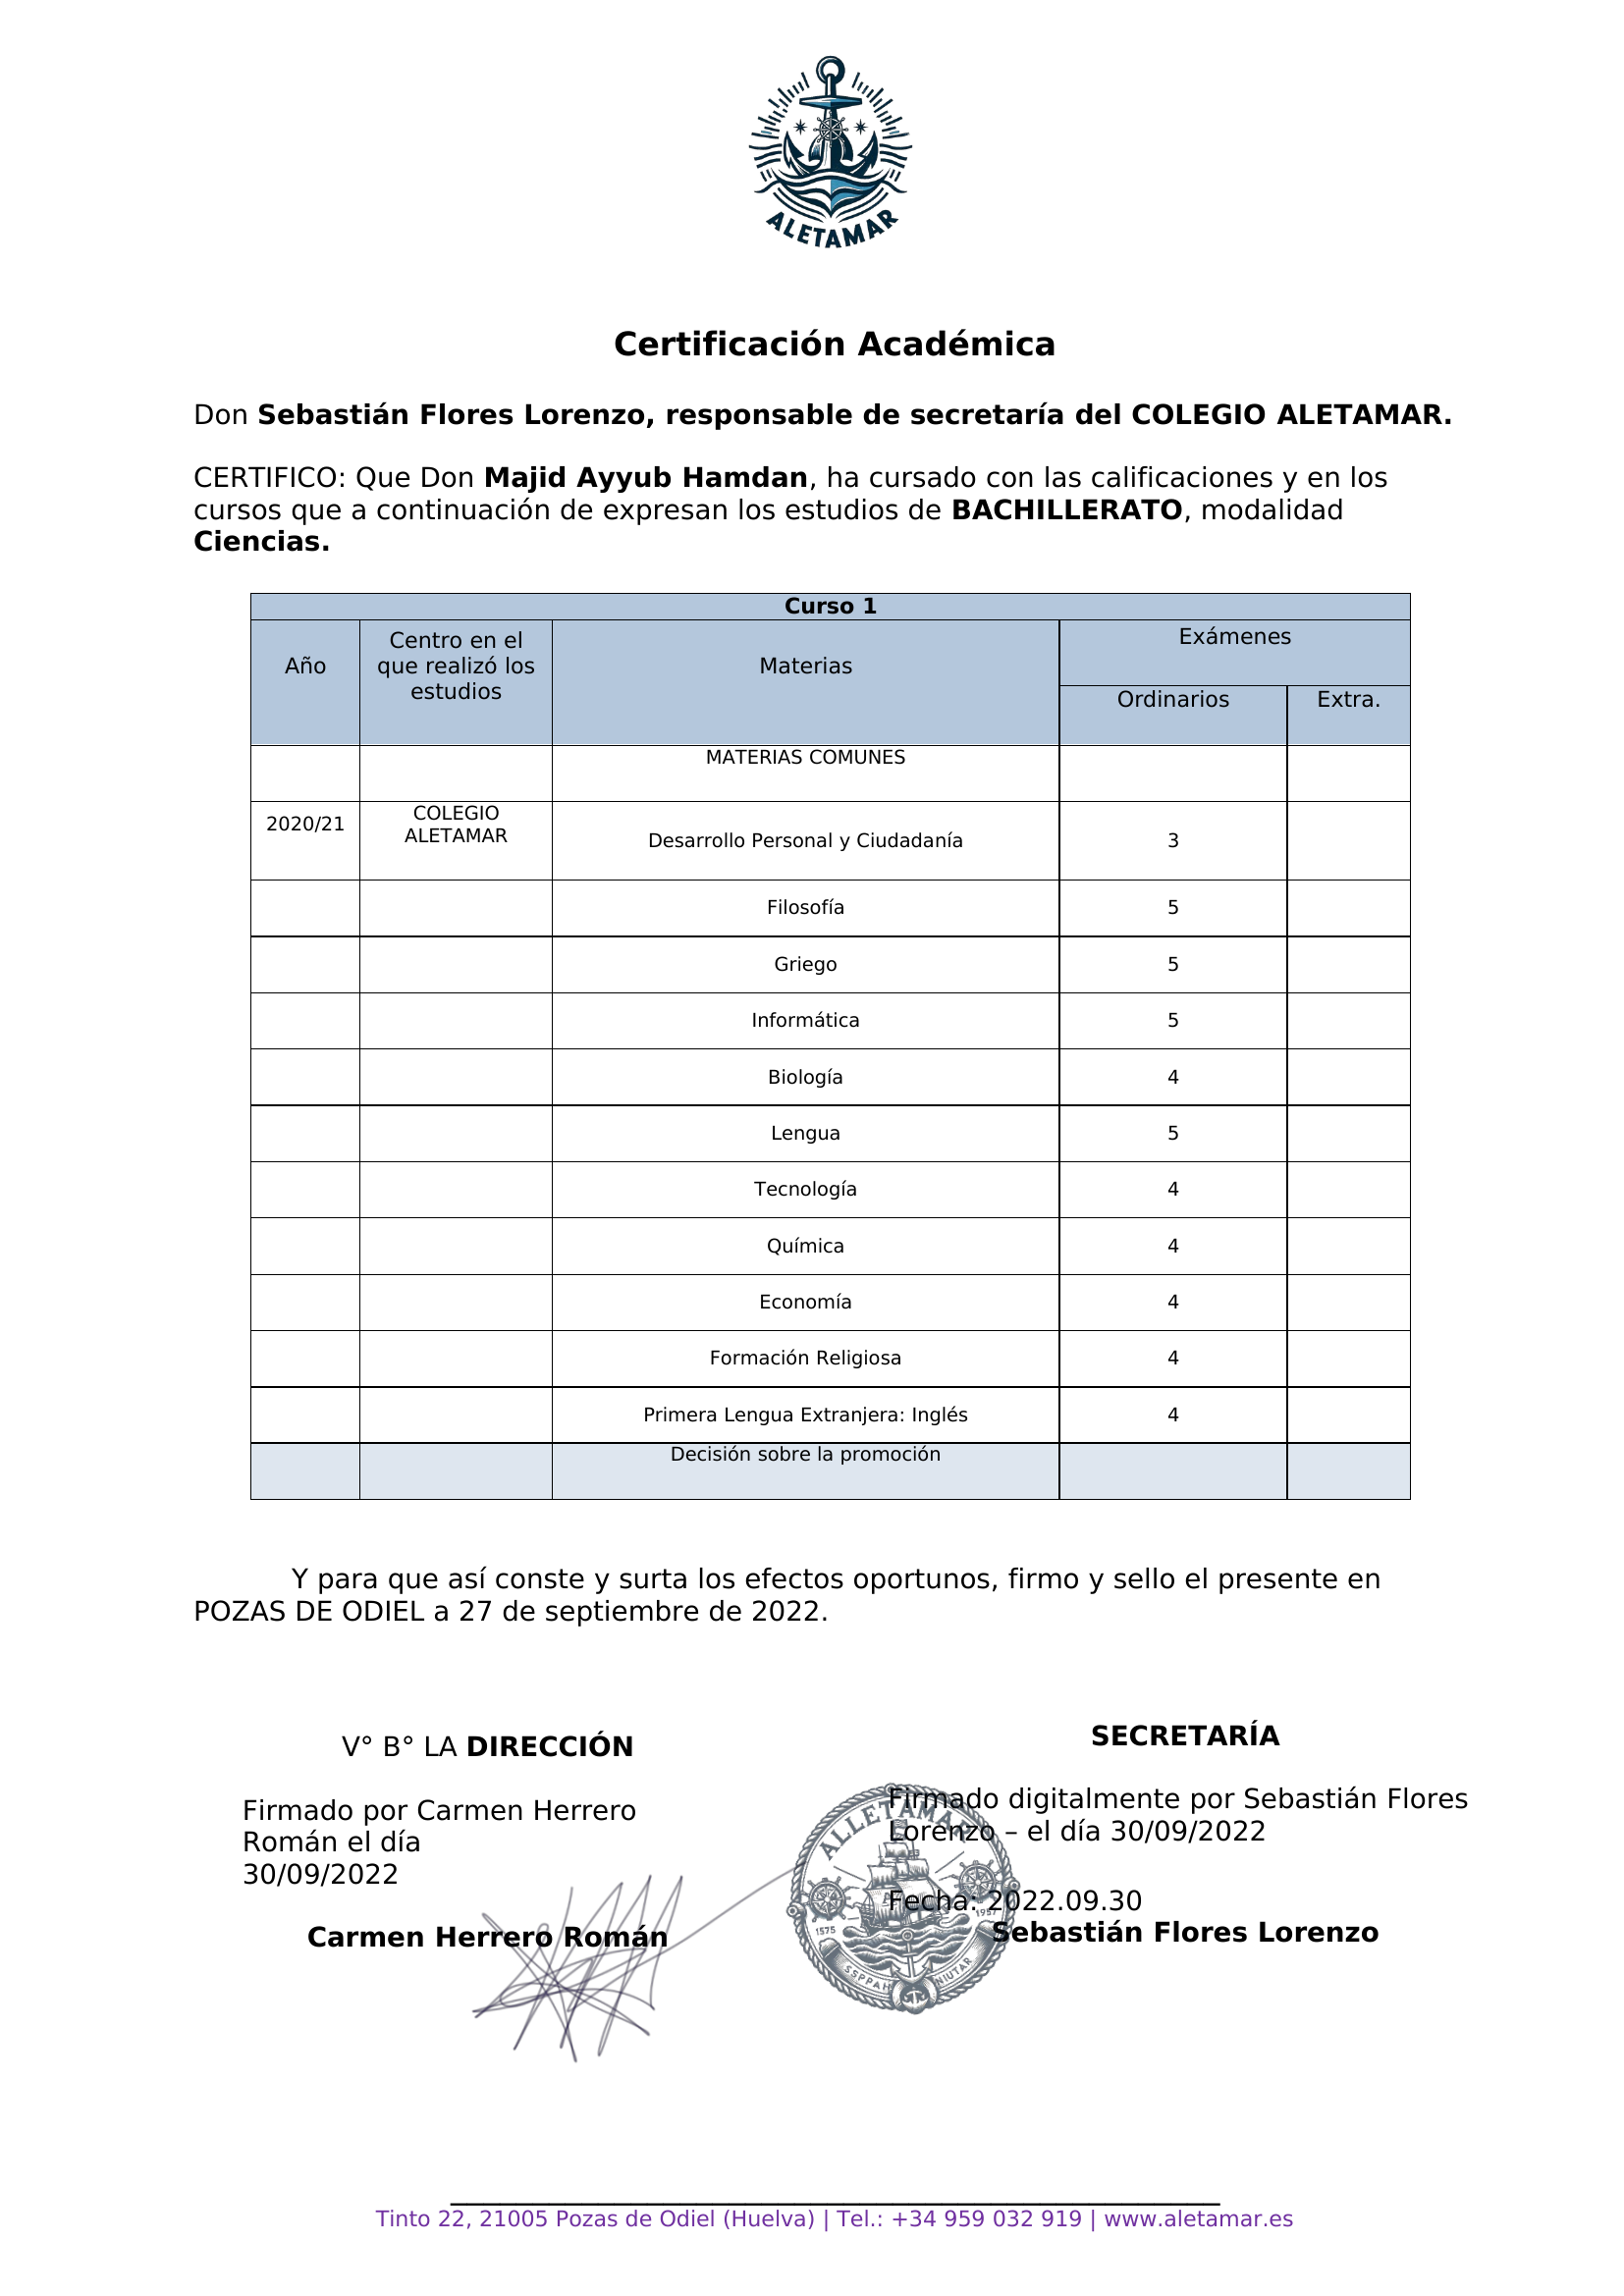 ALETAMAR
Certificación Académica
Don Sebastián Flores Lorenzo, responsable de secretaría del COLEGIO ALETAMAR.
CERTIFICO: Que Don Majid Ayyub Hamdan, ha cursado con las calificaciones y en los
cursos que a continuación de expresan los estudios de BACHILLERATO, modalidad
Ciencias.
Curso 1
Año
Centro en el
que realizó los
estudios
Materias
Exámenes
Ordinarios
Extra.
MATERIAS COMUNES
2020/21
COLEGIO
ALETAMAR
Desarrollo Personal y Ciudadanía 3
Filosofía 5
Griego 5
Informática 5
Biología 4
Lengua 5
Tecnología 4
Química 4
Economía 4
Formación Religiosa 4
Primera Lengua Extranjera: Inglés 4
Decisión sobre la promoción
Y para que así conste y surta los efectos oportunos, firmo y sello el presente en
POZAS DE ODIEL a 27 de septiembre de 2022.
V° B° LA DIRECCIÓN
Firmado por Carmen Herrero
Román el día
30/09/2022
Carmen Herrero Román
SECRETARÍA
Firmado digitalmente por Sebastián Flores
Lorenzo – el día 30/09/2022
Fecha: 2022.09.30
Sebastián Flores Lorenzo
ALLETAMAR
1575
1957
SSPPAH
NIUTAR
Tinto 22, 21005 Pozas de Odiel (Huelva) | Tel.: +34 959 032 919 | www.aletamar.es